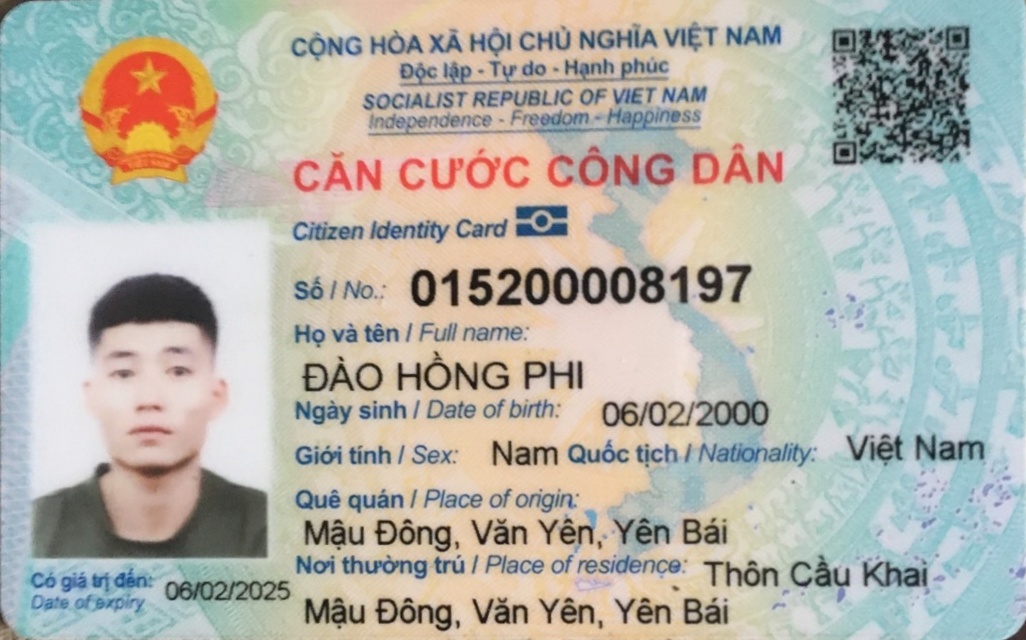 CỘNG HÒA XÃ HỘI CHỦ NGHĨA VIỆT NAM
Độc lập - Tự do - Hạnh phúc
SOCIALIST REPUBLIC OF VIET NAM
Independence - Freedom - Happiness
CĂN CƯỚC CÔNG DÂN
Citizen Identity Card
Số / No.: 015200008197
Họ và tên / Full name:
ĐÀO HỒNG PHI
Ngày sinh / Date of birth: 06/02/2000
Giới tính / Sex: Nam Quốc tịch / Nationality: Việt Nam
Quê quán / Place of origin:
Mậu Đông, Văn Yên, Yên Bái
Nơi thường trú / Place of residence: Thôn Cầu Khai
Mậu Đông, Văn Yên, Yên Bái
Có giá trị đến: 06/02/2025
Date of expiry